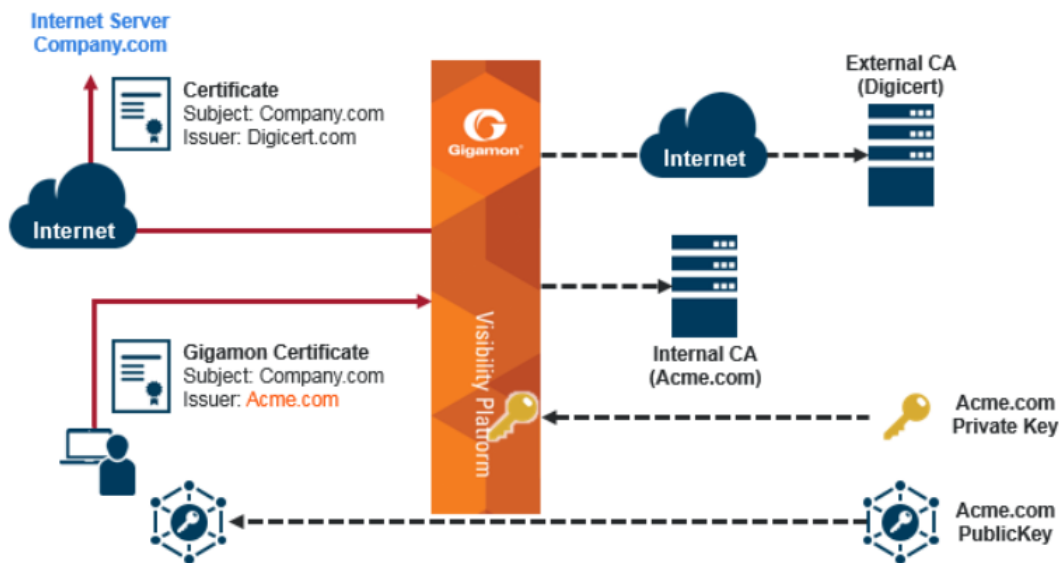 Internet Server
Company.com
Certificate
Subject: Company.com
Issuer: Digicert.com
Internet
Gigamon Certificate
Subject: Company.com
Issuer: Acme.com
Gigamon®
Visibility Platform
Internet
External CA
(Digicert)
Internal CA
(Acme.com)
Acme.com
Private Key
Acme.com
PublicKey